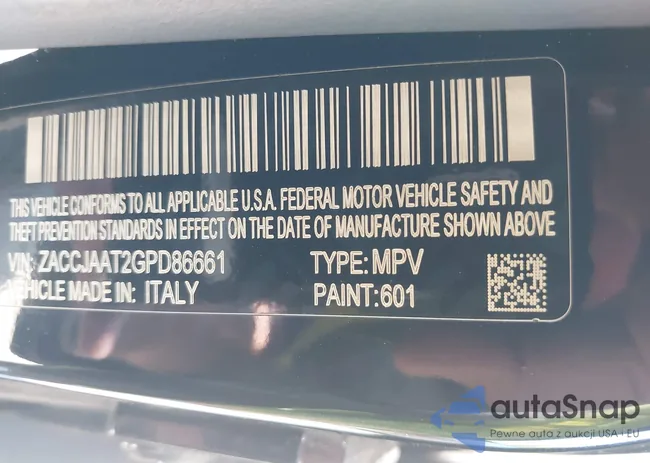 THIS VEHICLE CONFORMS TO ALL APPLICABLE U.S.A. FEDERAL MOTOR VEHICLE SAFETY AND
THEFT PREVENTION STANDARDS IN EFFECT ON THE DATE OF MANUFACTURE SHOWN ABOVE
VIN: ZACCJAAT2GPD86661 TYPE: MPV
VEHICLE MADE IN: ITALY PAINT: 601
autaSnap
Pewne auta z aukcji USA i EU